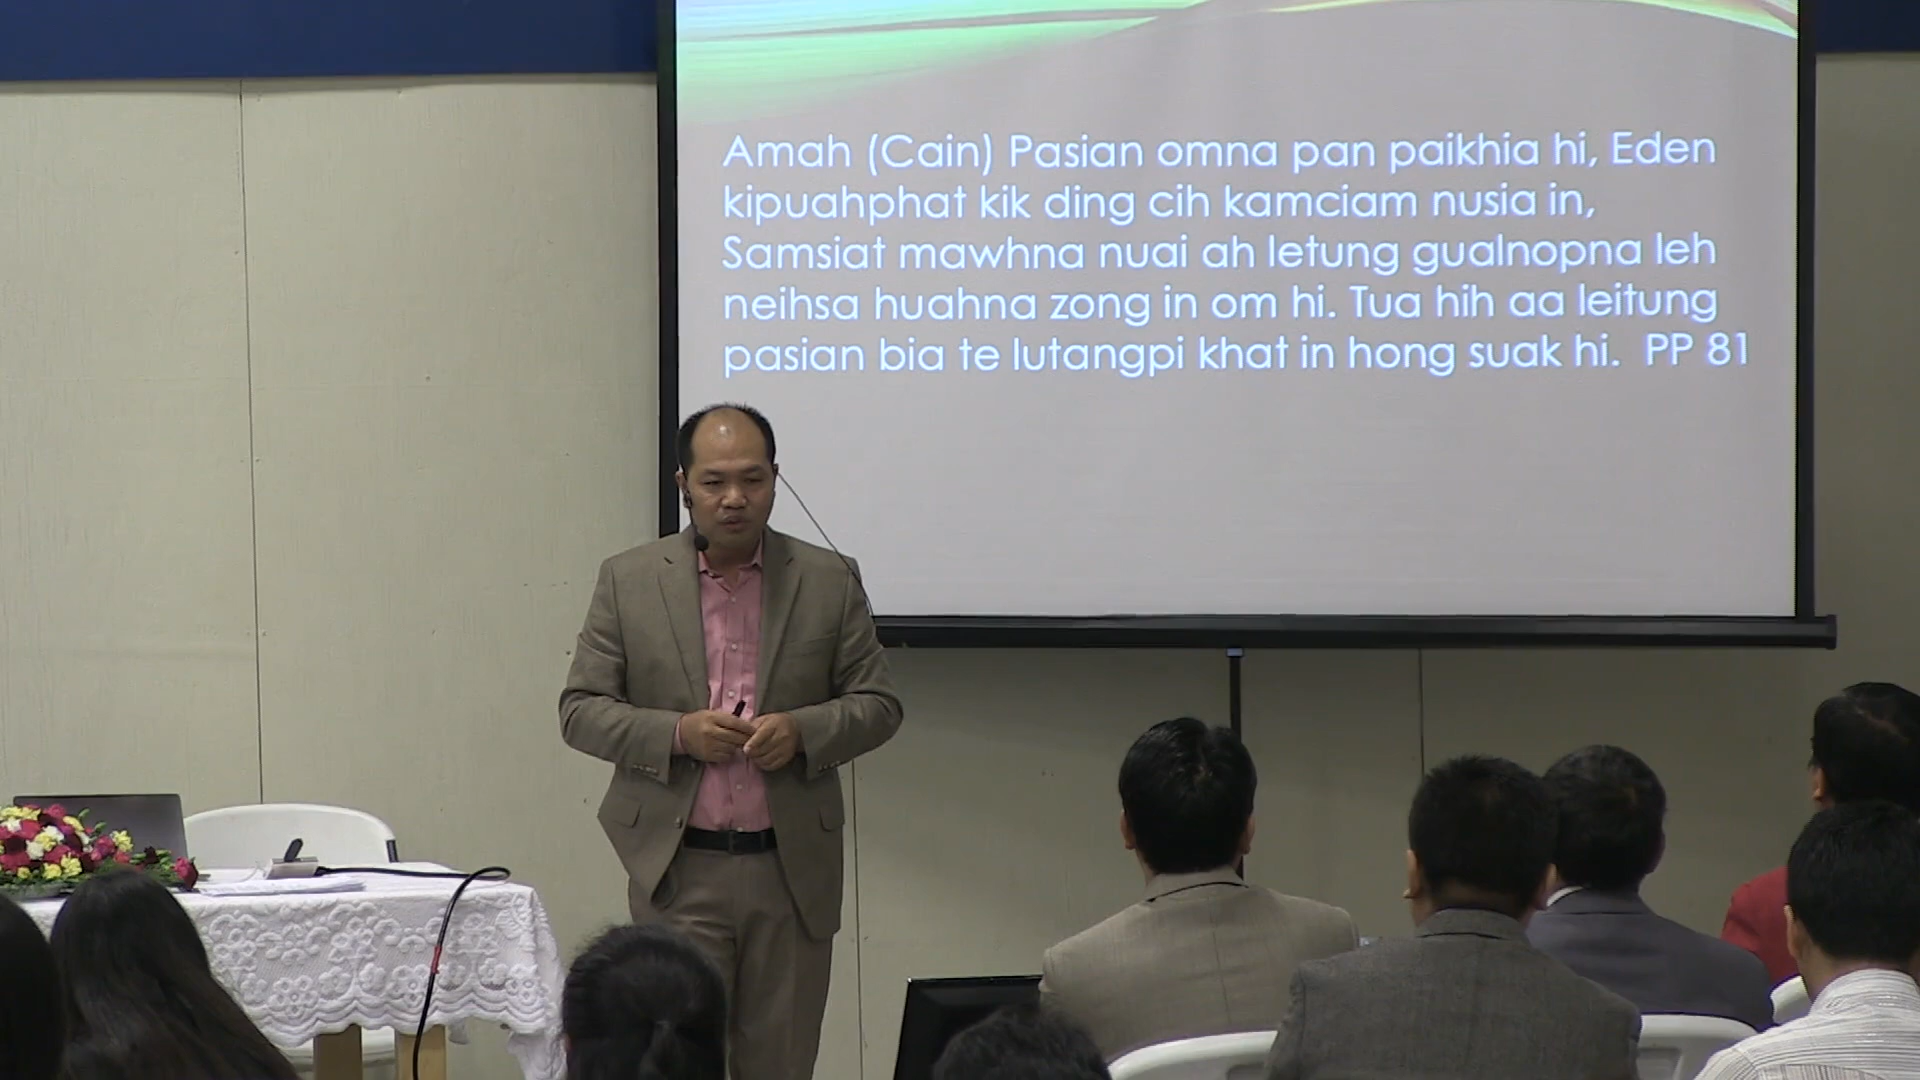 Amah (Cain) Pasian omna pan paikhia hi, Eden
kipuahphat kik ding cih kamciam nusia in,
Samsiat mawhna nuai ah letung gualnopna leh
neihsa huahna zong in om hi. Tua hih aa leitung
pasian bia te lutangpi khat in hong suak hi. PP 81